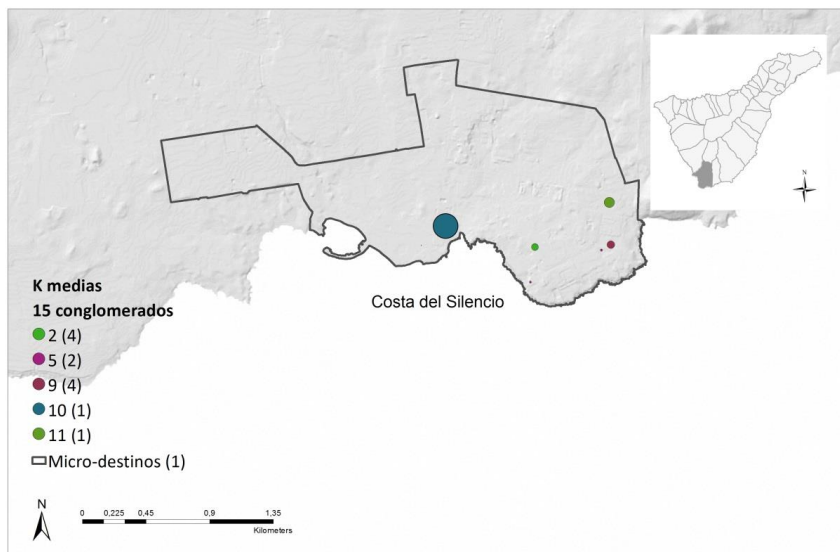 N
Costa del Silencio
K medias
15 conglomerados
2 (4)
5 (2)
9 (4)
10 (1)
11 (1)
Micro-destinos (1)
N
0 0,225 0,45 0,9 1,35
Kilometers